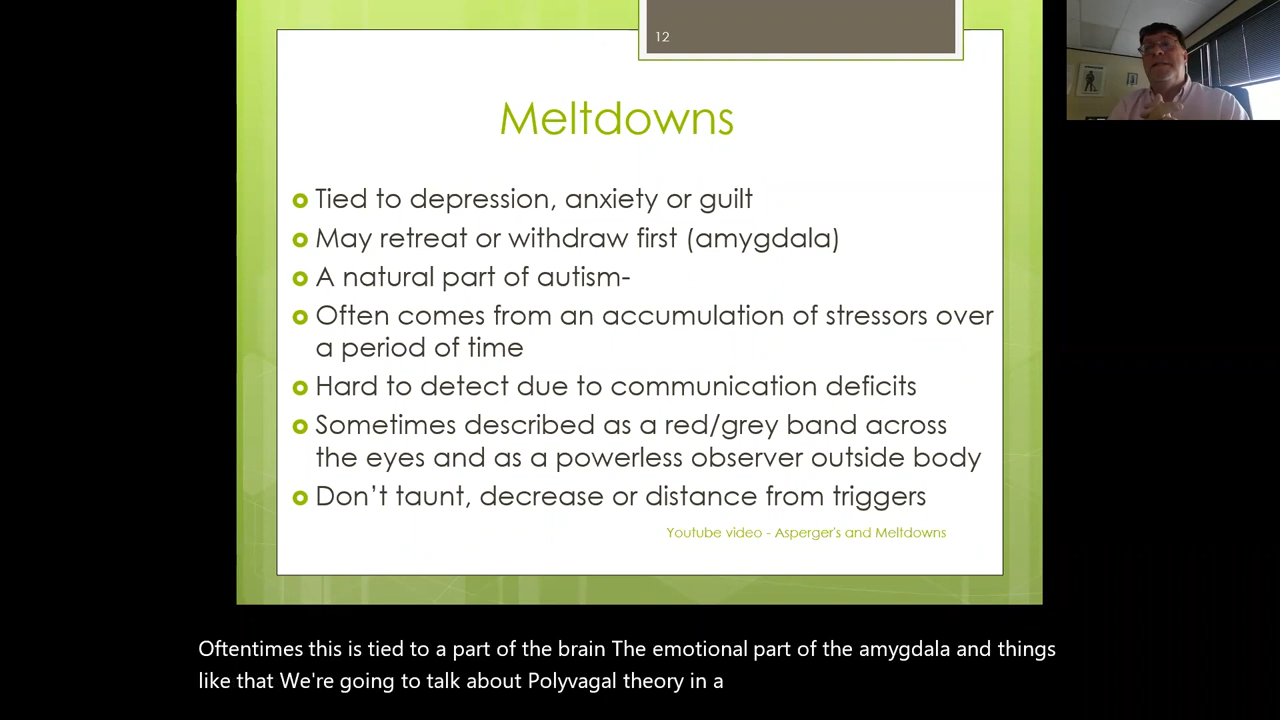 12
Meltdowns
Tied to depression, anxiety or guilt
May retreat or withdraw first (amygdala)
A natural part of autism-
Often comes from an accumulation of stressors over
a period of time
Hard to detect due to communication deficits
Sometimes described as a red/grey band across
the eyes and as a powerless observer outside body
Don't taunt, decrease or distance from triggers
Youtube video - Asperger's and Meltdowns
Oftentimes this is tied to a part of the brain The emotional part of the amygdala and things
like that We're going to talk about Polyvagal theory in a